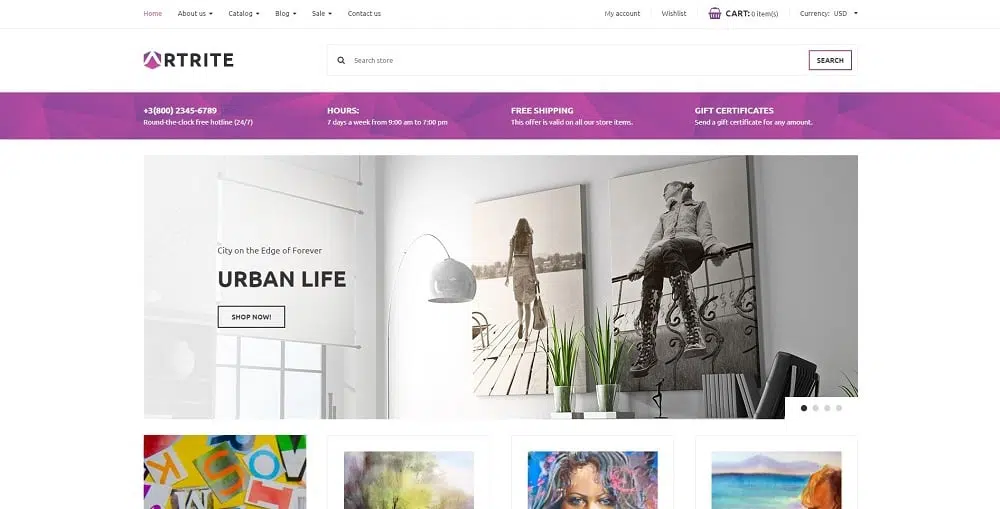 Home About us Catalog Blog Sale Contact us My account Wishlist CART: 0 item(s) Currency: USD
ARTRITE Search store SEARCH
+3(800) 2345-6789 HOURS: FREE SHIPPING GIFT CERTIFICATES
Round-the-clock free hotline (24/7) 7 days a week from 9:00 am to 7:00 pm This offer is valid on all our store items. Send a gift certificate for any amount.
City on the Edge of Forever
URBAN LIFE
SHOP NOW!